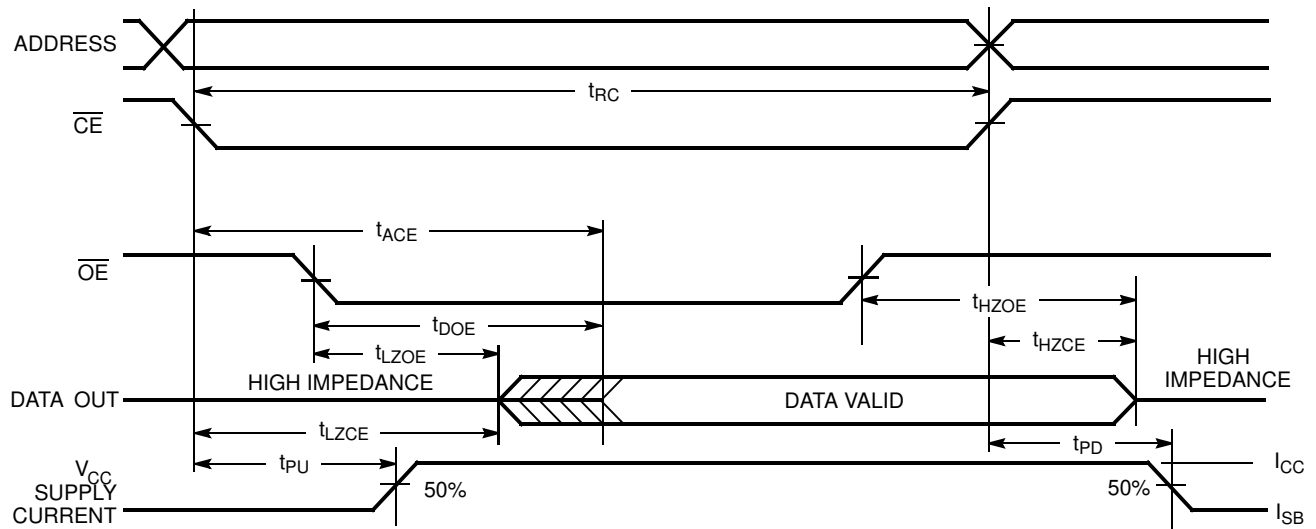 ADDRESS
tRC
CE
tACE
OE
tHZOE
tDOE
tHZCE
tLZOE
HIGH IMPEDANCE
HIGH
IMPEDANCE
DATA OUT
DATA VALID
tLZCE
tPD
tPU
VCC
SUPPLY
CURRENT
50%
50%
ICC
ISB